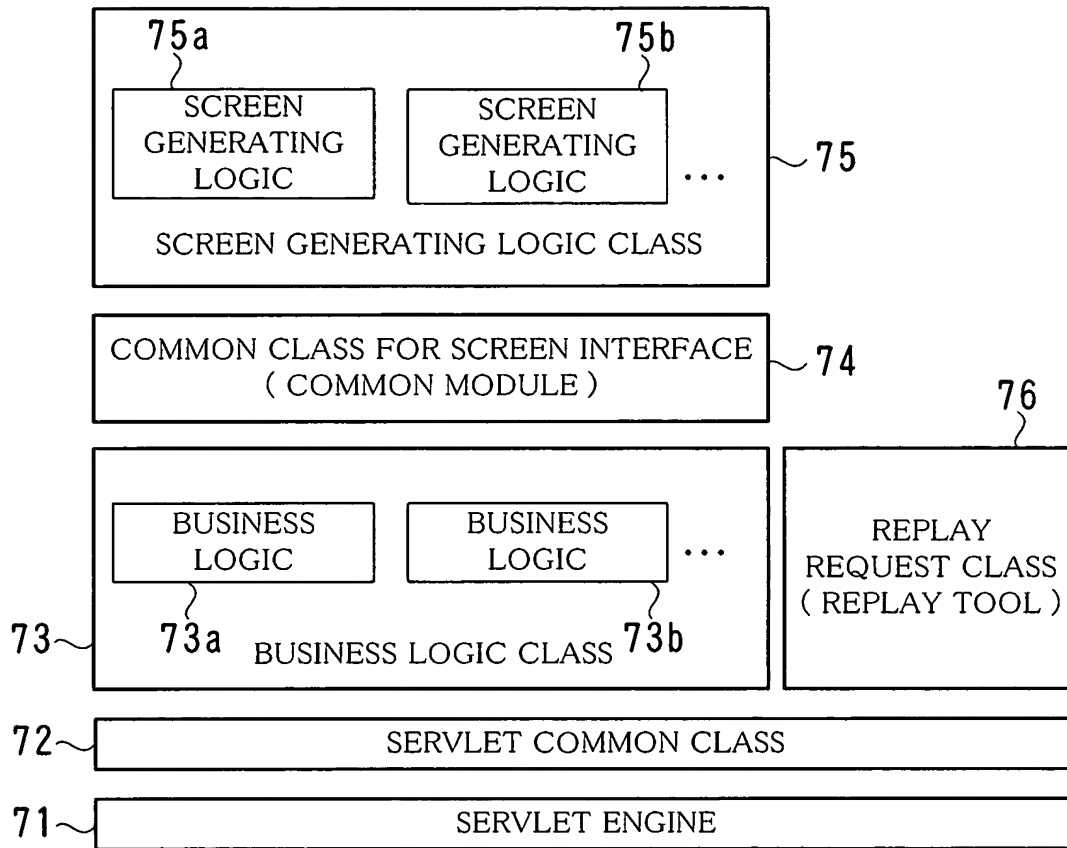 75a
75b
SCREEN
GENERATING
LOGIC
SCREEN
GENERATING
LOGIC
...
75
SCREEN GENERATING LOGIC CLASS
COMMON CLASS FOR SCREEN INTERFACE
( COMMON MODULE )
74
76
BUSINESS
LOGIC
BUSINESS
LOGIC
...
REPLAY
REQUEST CLASS
( REPLAY TOOL )
73
73a
73b
BUSINESS LOGIC CLASS
72
SERVLET COMMON CLASS
71
SERVLET ENGINE